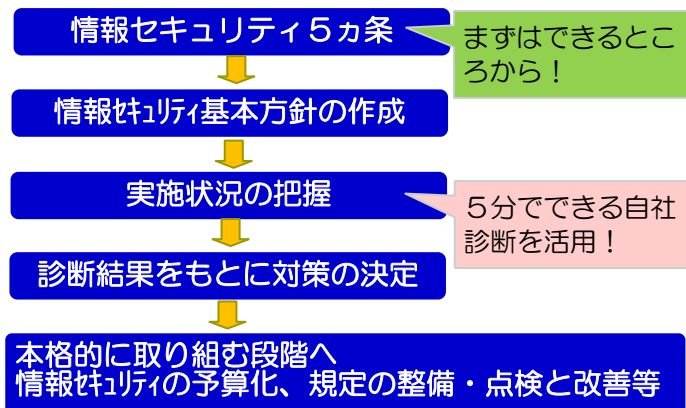 情報セキュリティ５ヵ条
まずはできるとこ
ろから！
情報ｾｷｭﾘﾃｨ基本方針の作成
実施状況の把握
５分でできる自社
診断を活用！
診断結果をもとに対策の決定
本格的に取り組む段階へ
情報ｾｷｭﾘﾃｨの予算化、規定の整備・点検と改善等